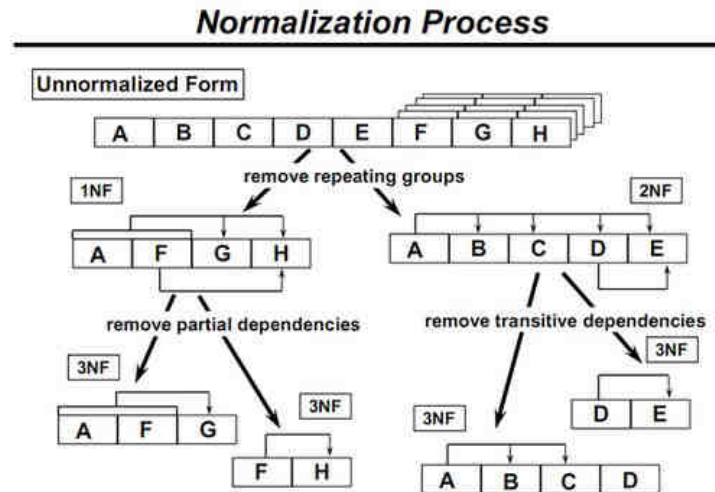 Normalization Process
Unnormalized Form
A B C D E F G H
remove repeating groups
1NF
2NF
A F G H
A B C D E
remove partial dependencies
remove transitive dependencies
3NF
3NF
A F G
D E
3NF
3NF
F H
A B C D